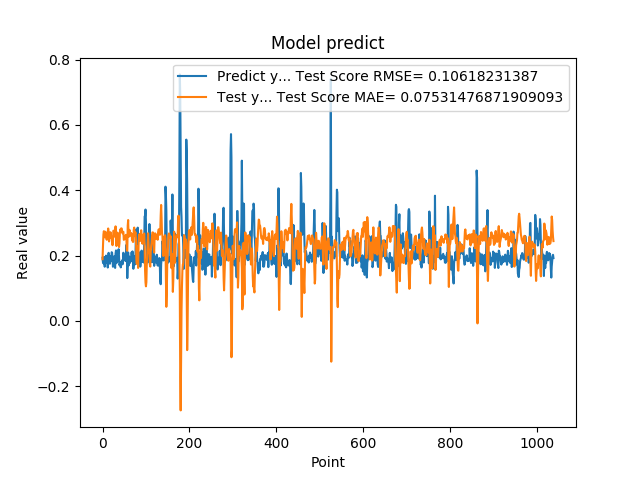 Model predict
Predict y... Test Score RMSE= 0.10618231387
Test y... Test Score MAE= 0.07531476871909093
0.8
0.6
0.4
0.2
0.0
−0.2
Real value
0 200 400 600 800 1000
Point